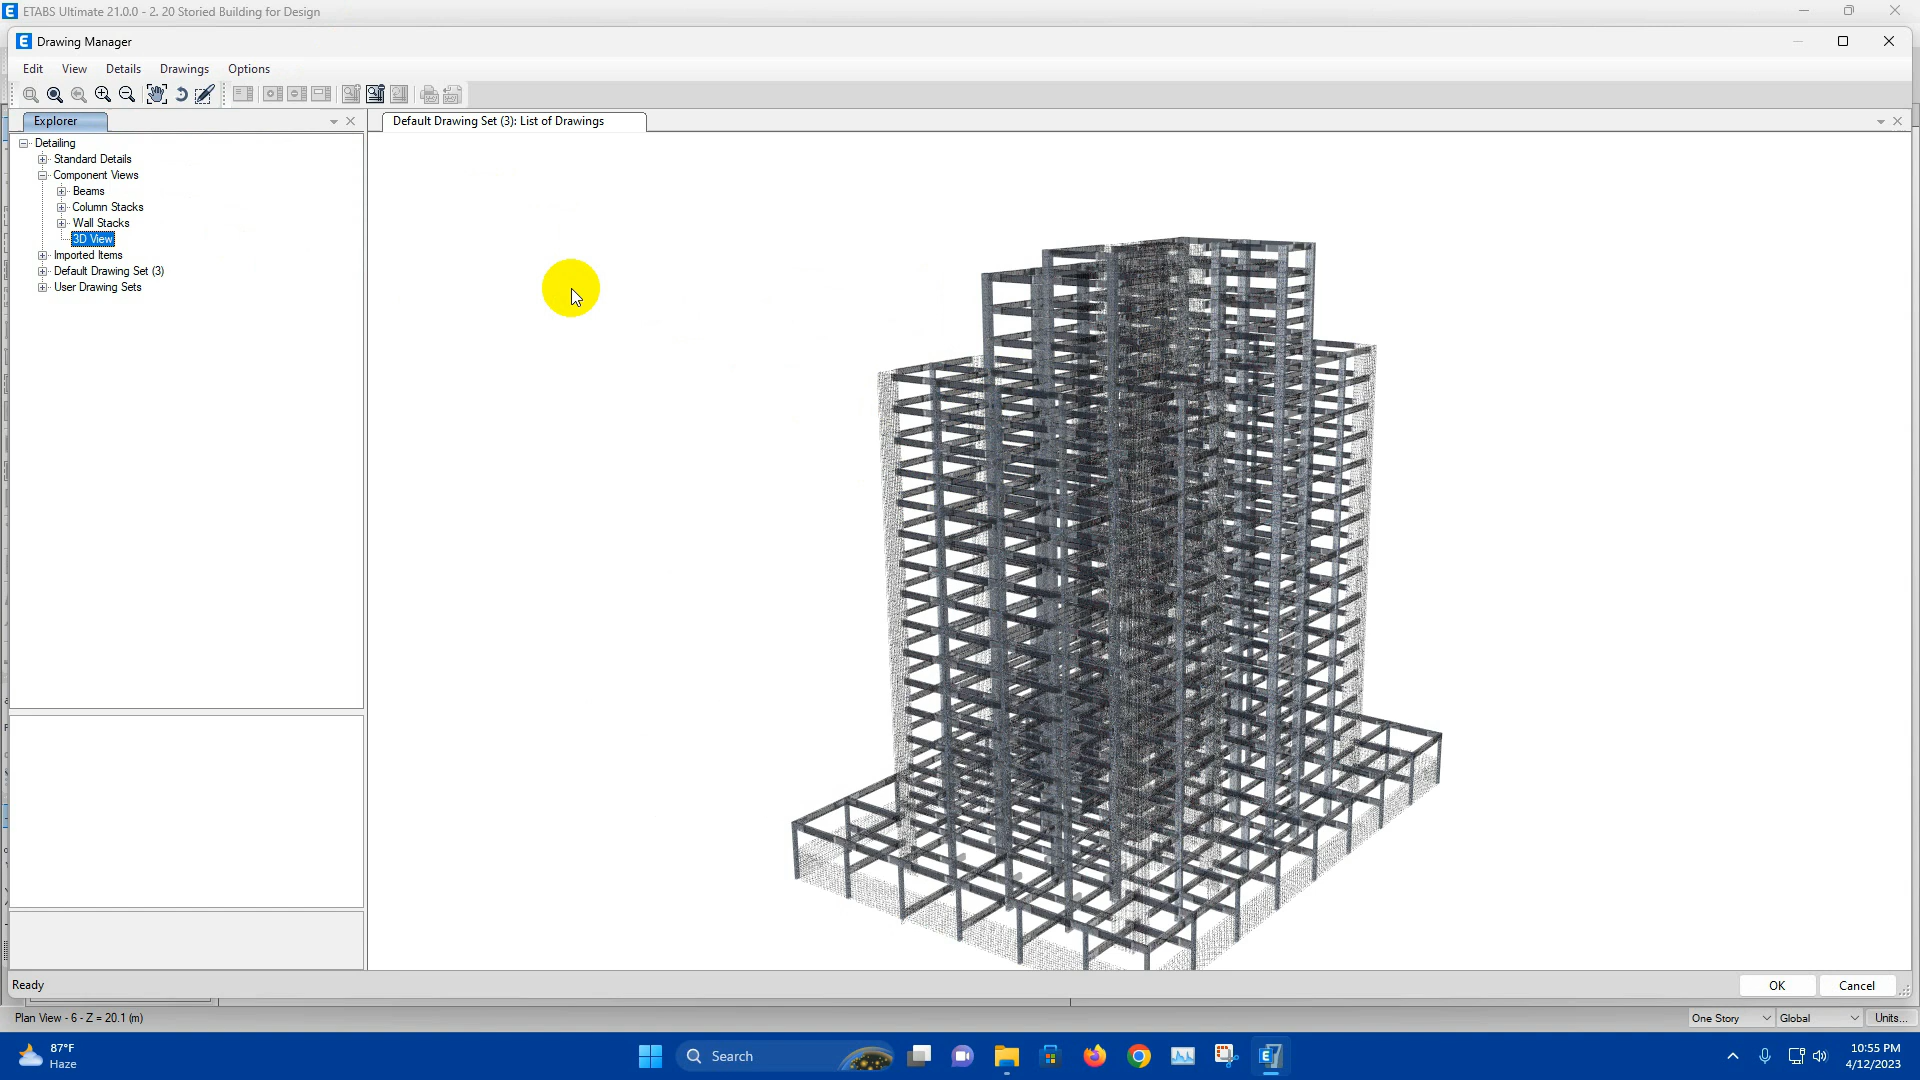 ETABS Ultimate 21.0.0 - 2. 20 Storied Building for Design
Drawing Manager
Edit View Details Drawings Options
Explorer
Default Drawing Set (3): List of Drawings
Detailing
Standard Details
Component Views
Beams
Column Stacks
Wall Stacks
3D View
Imported Items
Default Drawing Set (3)
User Drawing Sets
Ready
OK Cancel
Plan View - 6 - Z = 20.1 (m)
One Story Global Units...
87°F
Haze
Search
10:55 PM
4/12/2023